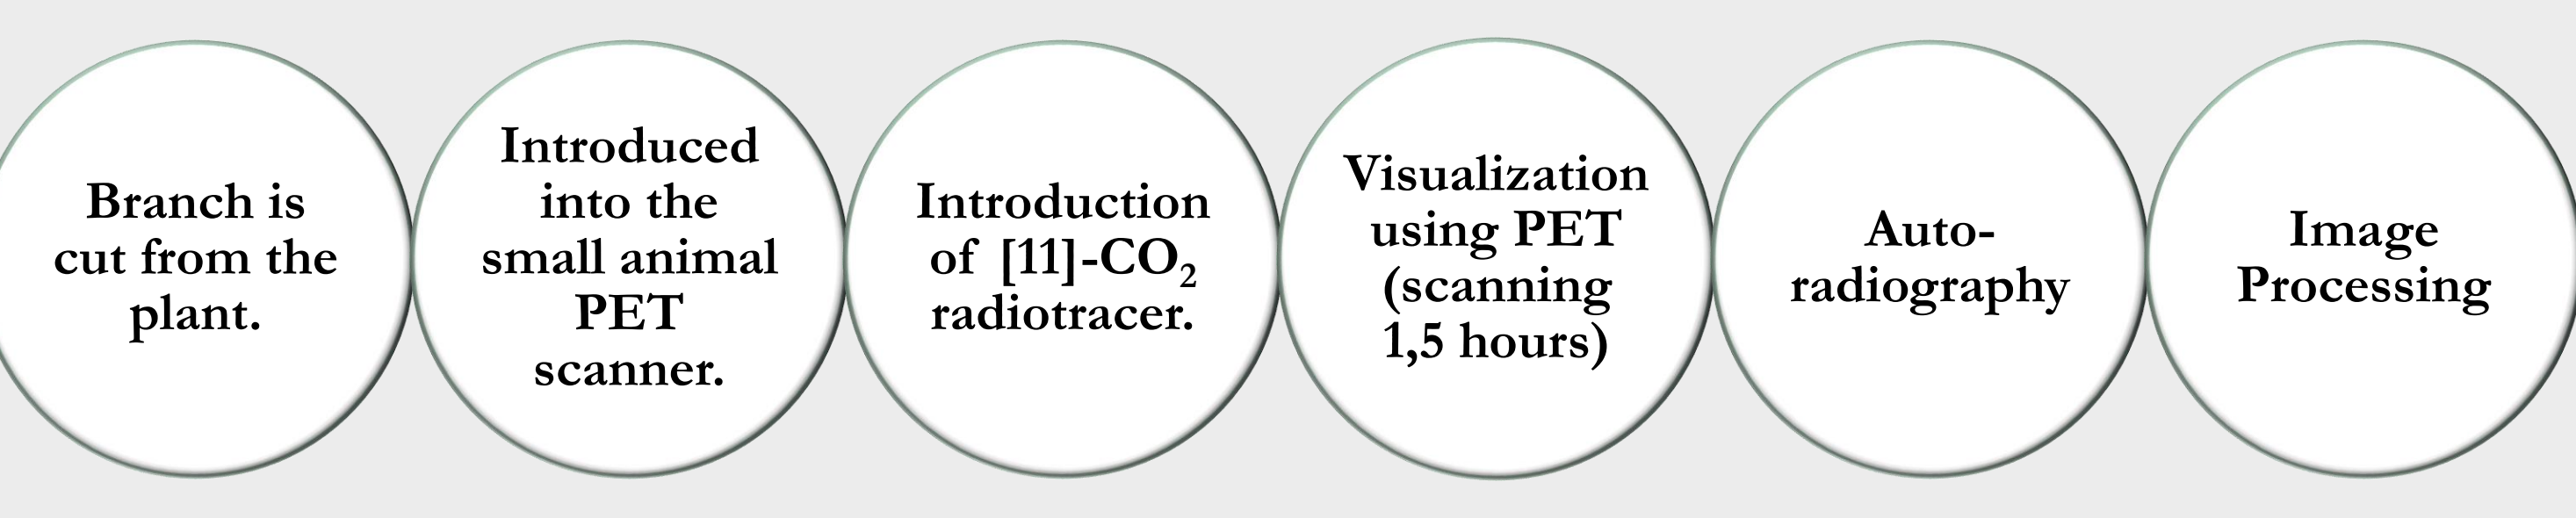 Branch is
cut from the
plant.
Introduced
into the
small animal
PET
scanner.
Introduction
of [11]-CO₂
radiotracer.
Visualization
using PET
(scanning
1,5 hours)
Auto-
radiography
Image
Processing